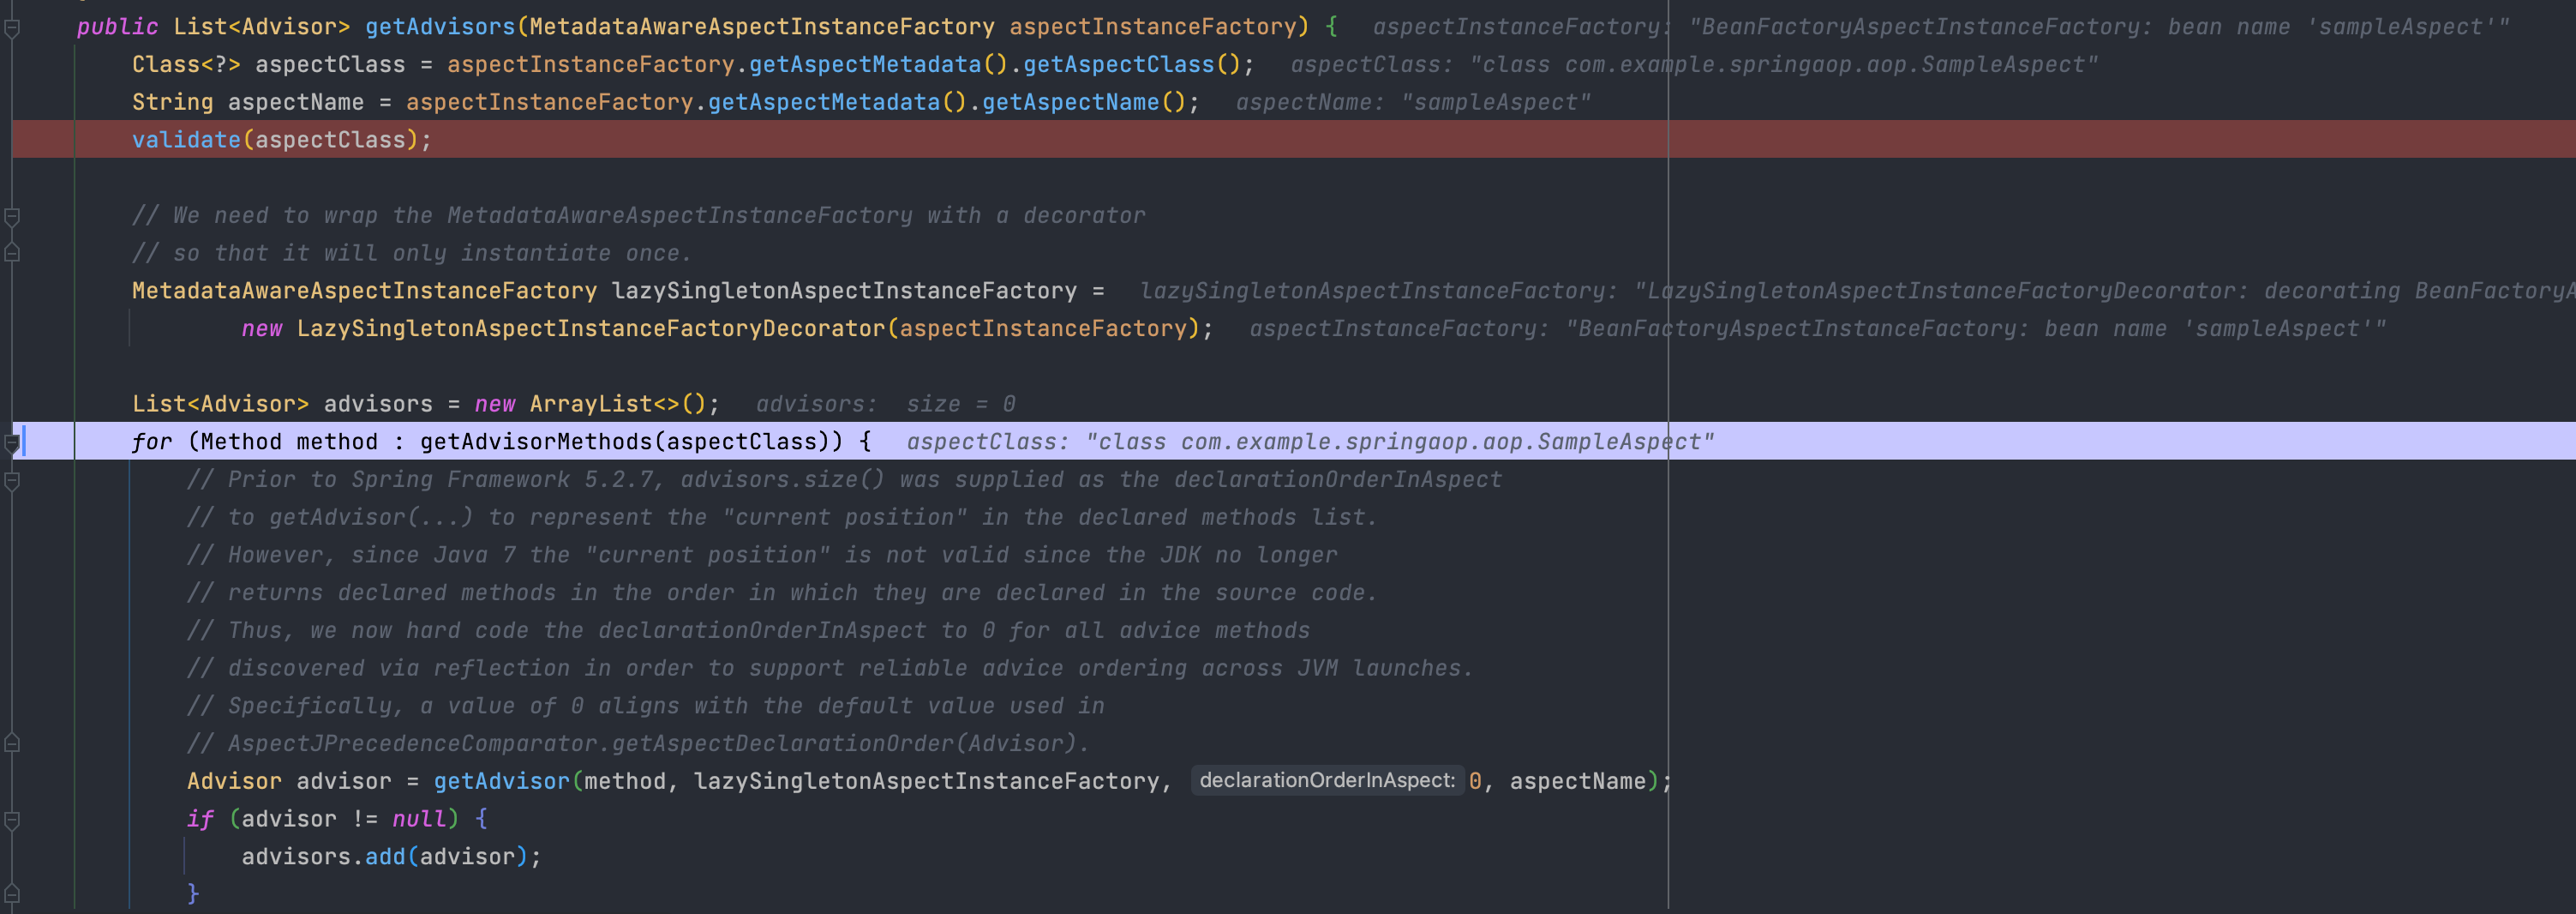 public List<Advisor> getAdvisors(MetadataAwareAspectInstanceFactory aspectInstanceFactory) { aspectInstanceFactory: "BeanFactoryAspectInstanceFactory: bean name 'sampleAspect'"
Class<?> aspectClass = aspectInstanceFactory.getAspectMetadata().getAspectClass(); aspectClass: "class com.example.springaop.aop.SampleAspect"
String aspectName = aspectInstanceFactory.getAspectMetadata().getAspectName(); aspectName: "sampleAspect"
validate(aspectClass);
// We need to wrap the MetadataAwareAspectInstanceFactory with a decorator
// so that it will only instantiate once.
MetadataAwareAspectInstanceFactory lazySingletonAspectInstanceFactory = lazySingletonAspectInstanceFactory: "LazySingletonAspectInstanceFactoryDecorator: decorating BeanFactoryA
new LazySingletonAspectInstanceFactoryDecorator(aspectInstanceFactory); aspectInstanceFactory: "BeanFactoryAspectInstanceFactory: bean name 'sampleAspect'"
List<Advisor> advisors = new ArrayList<>(); advisors: size = 0
for (Method method : getAdvisorMethods(aspectClass)) { aspectClass: "class com.example.springaop.aop.SampleAspect"
// Prior to Spring Framework 5.2.7, advisors.size() was supplied as the declarationOrderInAspect
// to getAdvisor(...) to represent the "current position" in the declared methods list.
// However, since Java 7 the "current position" is not valid since the JDK no longer
// returns declared methods in the order in which they are declared in the source code.
// Thus, we now hard code the declarationOrderInAspect to 0 for all advice methods
// discovered via reflection in order to support reliable advice ordering across JVM launches.
// Specifically, a value of 0 aligns with the default value used in
// AspectJPrecedenceComparator.getAspectDeclarationOrder(Advisor).
Advisor advisor = getAdvisor(method, lazySingletonAspectInstanceFactory, declarationOrderInAspect: 0, aspectName);
if (advisor != null) {
advisors.add(advisor);
}